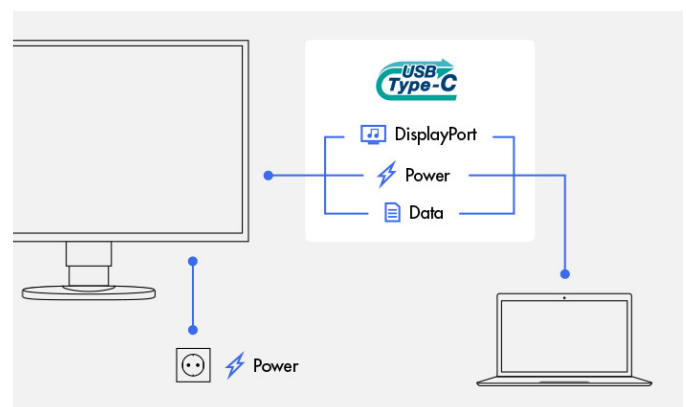 USB
Type-C
DisplayPort
Power
Data
Power